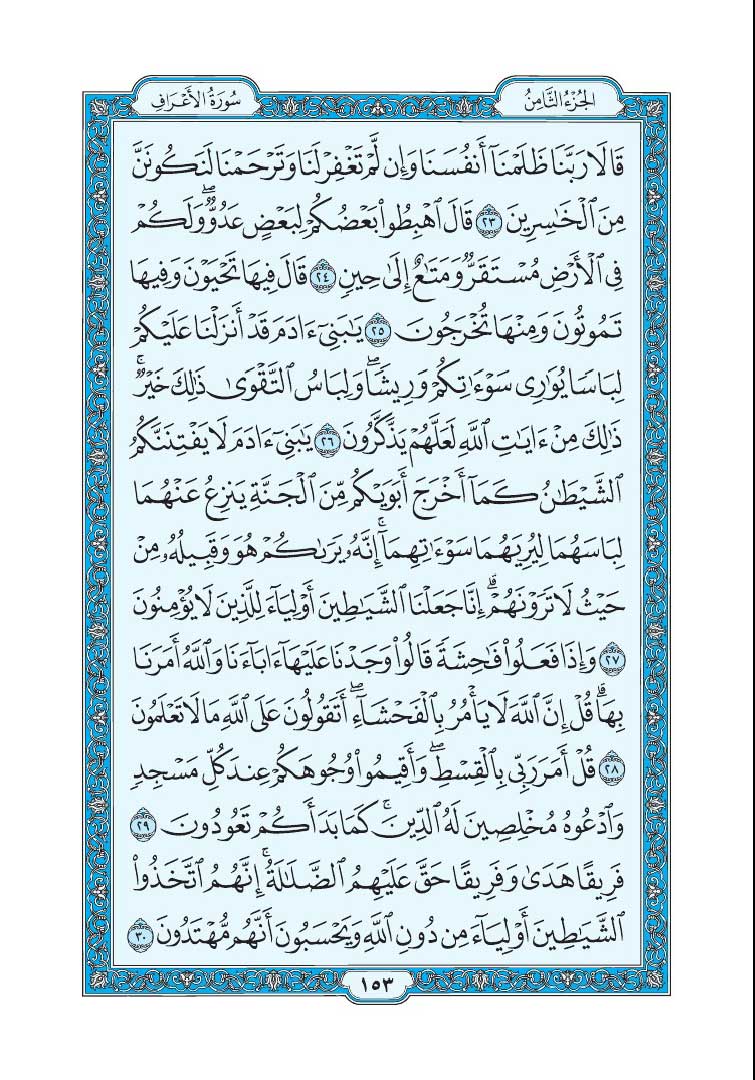 الجُزْءُ الثَّامِنُ
سُورَةُ الأَعْرَافِ
قَالَا رَبَّنَا ظَلَمْنَآ أَنفُسَنَا وَإِن لَّمْ تَغْفِرْ لَنَا وَتَرْحَمْنَا لَنَكُونَنَّ
مِنَ ٱلْخَٰسِرِينَ ٢٣ قَالَ ٱهْبِطُوا۟ بَعْضُكُمْ لِبَعْضٍ عَدُوٌّ ۖ وَلَكُمْ
فِى ٱلْأَرْضِ مُسْتَقَرٌّ وَمَتَٰعٌ إِلَىٰ حِينٍ ٢٤ قَالَ فِيهَا تَحْيَوْنَ وَفِيهَا
تَمُوتُونَ وَمِنْهَا تُخْرَجُونَ ٢٥ يَٰبَنِىٓ ءَادَمَ قَدْ أَنزَلْنَا عَلَيْكُمْ
لِبَاسًا يُوَٰرِى سَوْءَٰتِكُمْ وَرِيشًا ۖ وَلِبَاسُ ٱلتَّقْوَىٰ ذَٰلِكَ خَيْرٌ ۚ
ذَٰلِكَ مِنْ ءَايَٰتِ ٱللَّهِ لَعَلَّهُمْ يَذَّكَّرُونَ ٢٦ يَٰبَنِىٓ ءَادَمَ لَا يَفْتِنَنَّكُمُ
ٱلشَّيْطَٰنُ كَمَآ أَخْرَجَ أَبَوَيْكُم مِّنَ ٱلْجَنَّةِ يَنزِعُ عَنْهُمَا
لِبَاسَهُمَا لِيُرِيَهُمَا سَوْءَٰتِهِمَآ ۗ إِنَّهُۥ يَرَىٰكُمْ هُوَ وَقَبِيلُهُۥ مِنْ
حَيْثُ لَا تَرَوْنَهُمْ ۗ إِنَّا جَعَلْنَا ٱلشَّيَٰطِينَ أَوْلِيَآءَ لِلَّذِينَ لَا يُؤْمِنُونَ
٢٧ وَإِذَا فَعَلُوا۟ فَٰحِشَةً قَالُوا۟ وَجَدْنَا عَلَيْهَآ ءَابَآءَنَا وَٱللَّهُ أَمَرَنَا
بِهَا ۗ قُلْ إِنَّ ٱللَّهَ لَا يَأْمُرُ بِٱلْفَحْشَآءِ ۖ أَتَقُولُونَ عَلَى ٱللَّهِ مَا لَا تَعْلَمُونَ
٢٨ قُلْ أَمَرَ رَبِّى بِٱلْقِسْطِ ۖ وَأَقِيمُوا۟ وُجُوهَكُمْ عِندَ كُلِّ مَسْجِدٍ
وَٱدْعُوهُ مُخْلِصِينَ لَهُ ٱلدِّينَ ۚ كَمَا بَدَأَكُمْ تَعُودُونَ ٢٩
فَرِيقًا هَدَىٰ وَفَرِيقًا حَقَّ عَلَيْهِمُ ٱلضَّلَٰلَةُ ۗ إِنَّهُمُ ٱتَّخَذُوا۟
ٱلشَّيَٰطِينَ أَوْلِيَآءَ مِن دُونِ ٱللَّهِ وَيَحْسَبُونَ أَنَّهُم مُّهْتَدُونَ ٣٠
١٥٣